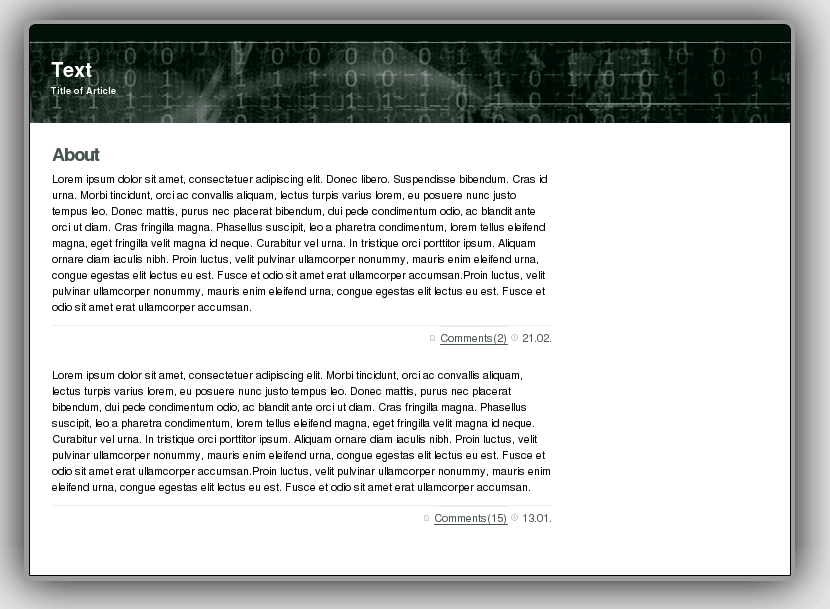 Text
Title of Article
About
Lorem ipsum dolor sit amet, consectetuer adipiscing elit. Donec libero. Suspendisse bibendum. Cras id
urna. Morbi tincidunt, orci ac convallis aliquam, lectus turpis varius lorem, eu posuere nunc justo
tempus leo. Donec mattis, purus nec placerat bibendum, dui pede condimentum odio, ac blandit ante
orci ut diam. Cras fringilla magna. Phasellus suscipit, leo a pharetra condimentum, lorem tellus eleifend
magna, eget fringilla velit magna id neque. Curabitur vel urna. In tristique orci porttitor ipsum. Aliquam
ornare diam iaculis nibh. Proin luctus, velit pulvinar ullamcorper nonummy, mauris enim eleifend urna,
congue egestas elit lectus eu est. Fusce et odio sit amet erat ullamcorper accumsan.Proin luctus, velit
pulvinar ullamcorper nonummy, mauris enim eleifend urna, congue egestas elit lectus eu est. Fusce et
odio sit amet erat ullamcorper accumsan.
Comments(2) 21.02.
Lorem ipsum dolor sit amet, consectetuer adipiscing elit. Morbi tincidunt, orci ac convallis aliquam,
lectus turpis varius lorem, eu posuere nunc justo tempus leo. Donec mattis, purus nec placerat
bibendum, dui pede condimentum odio, ac blandit ante orci ut diam. Cras fringilla magna. Phasellus
suscipit, leo a pharetra condimentum, lorem tellus eleifend magna, eget fringilla velit magna id neque.
Curabitur vel urna. In tristique orci porttitor ipsum. Aliquam ornare diam iaculis nibh. Proin luctus, velit
pulvinar ullamcorper nonummy, mauris enim eleifend urna, congue egestas elit lectus eu est. Fusce et
odio sit amet erat ullamcorper accumsan.Proin luctus, velit pulvinar ullamcorper nonummy, mauris enim
eleifend urna, congue egestas elit lectus eu est. Fusce et odio sit amet erat ullamcorper accumsan.
Comments(15) 13.01.